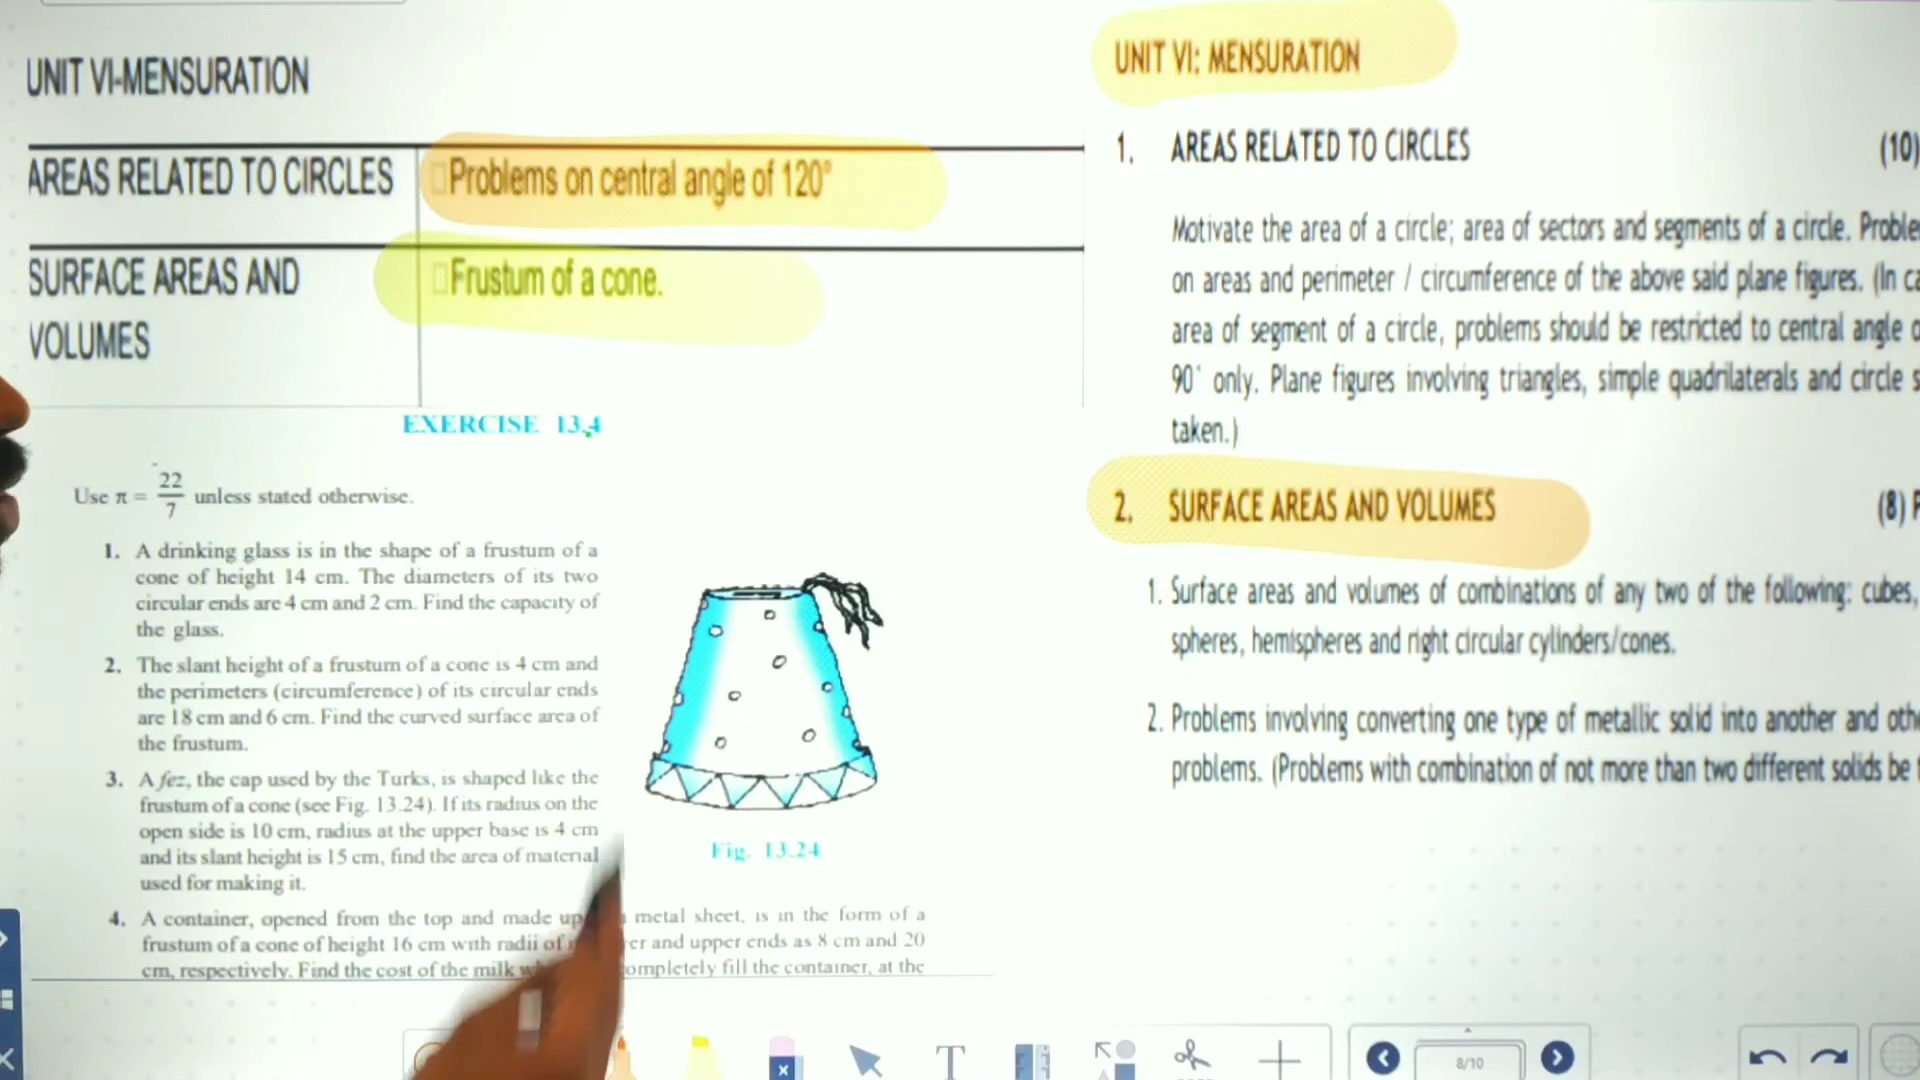 UNIT VI-MENSURATION
AREAS RELATED TO CIRCLES
Problems on central angle of 120°
SURFACE AREAS AND
VOLUMES
Frustum of a cone.
EXERCISE 13.4
Use π = 22/7 unless stated otherwise.
1. A drinking glass is in the shape of a frustum of a
cone of height 14 cm. The diameters of its two
circular ends are 4 cm and 2 cm. Find the capacity of
the glass.
2. The slant height of a frustum of a cone is 4 cm and
the perimeters (circumference) of its circular ends
are 18 cm and 6 cm. Find the curved surface area of
the frustum.
3. A fez, the cap used by the Turks, is shaped like the
frustum of a cone (see Fig. 13.24). If its radius on the
open side is 10 cm, radius at the upper base is 4 cm
and its slant height is 15 cm, find the area of material
used for making it.
Fig. 13.24
4. A container, opened from the top and made up metal sheet, is in the form of a
frustum of a cone of height 16 cm with radii of and upper ends as 8 cm and 20
cm, respectively. Find the cost of the milk completely fill the container, at the
UNIT VI: MENSURATION
1. AREAS RELATED TO CIRCLES (10)
Motivate the area of a circle; area of sectors and segments of a circle.
on areas and perimeter / circumference of the above said plane figures. (In
area of segment of a circle, problems should be restricted to central angle
90° only. Plane figures involving triangles, simple quadrilaterals and circle
taken.)
2. SURFACE AREAS AND VOLUMES (8)
1. Surface areas and volumes of combinations of any two of the following: cubes,
spheres, hemispheres and right circular cylinders/cones.
2. Problems involving converting one type of metallic solid into another and
problems. (Problems with combination of not more than two different solids be
T
8/10